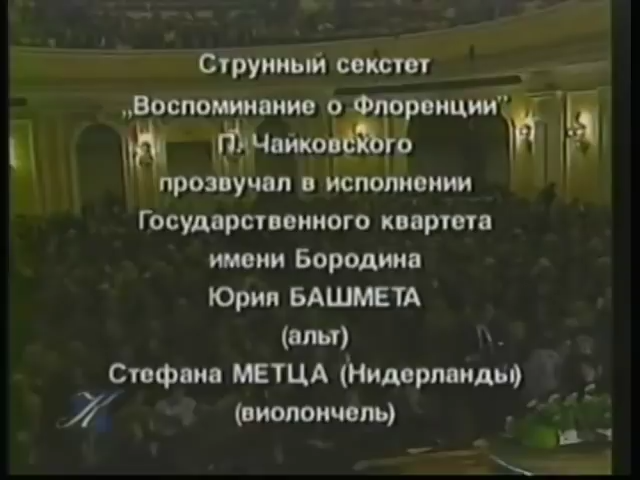 Струнный секстет
„Воспоминание о Флоренции”
П. Чайковского
прозвучал в исполнении
Государственного квартета
имени Бородина
Юрия БАШМЕТА
(альт)
Стефана МЕТЦА (Нидерланды)
(виолончель)
К